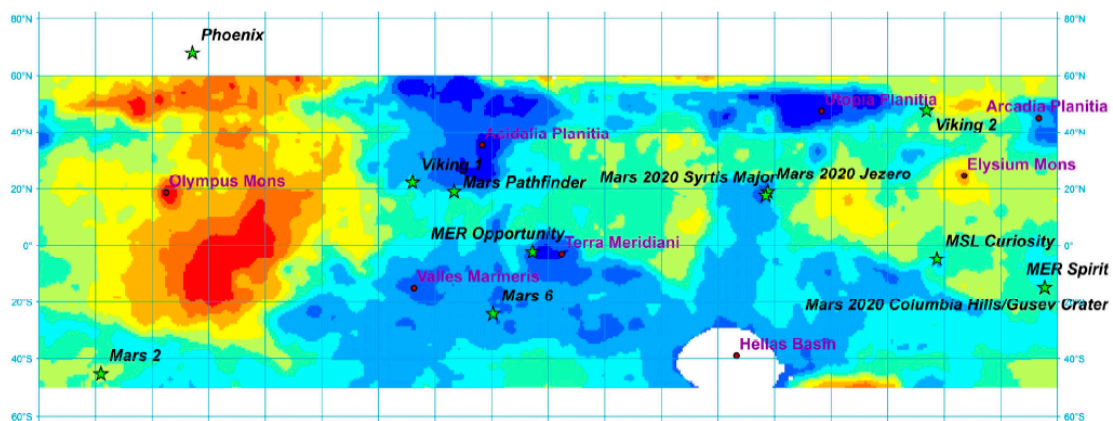 80°N
80°N
Phoenix
60°N
60°N
Utopia Planitia
Arcadia Planitia
40°N
40°N
Viking 2
Acidalia Planitia
Viking 1
Elysium Mons
Olympus Mons
Mars Pathfinder
Mars 2020 Syrtis Major
Mars 2020 Jezero
20°N
20°N
MER Opportunity
Terra Meridiani
MSL Curiosity
0°
0°
Valles Marineris
MER Spirit
Mars 6
Mars 2020 Columbia Hills/Gusev Crater
20°S
20°S
Mars 2
Hellas Basin
40°S
40°S
60°S
60°S